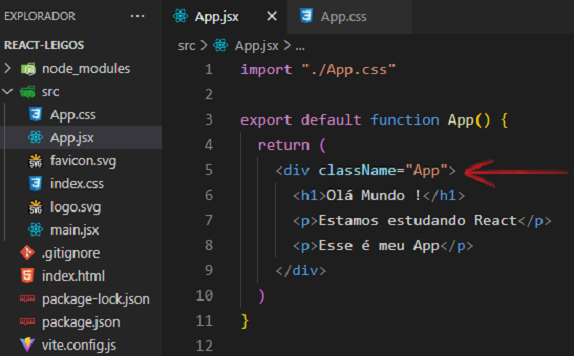 EXPLORADOR ...
App.jsx
App.css
REACT-LEIGOS
node_modules
src
App.css
App.jsx
favicon.svg
index.css
logo.svg
main.jsx
.gitignore
index.html
package-lock.json
package.json
vite.config.js
src > App.jsx > ...
1 import "./App.css"
2
3 export default function App() {
4 return (
5 <div className="App">
6 <h1>Olá Mundo !</h1>
7 <p>Estamos estudando React</p>
8 <p>Esse é meu App</p>
9 </div>
10 )
11 }
12